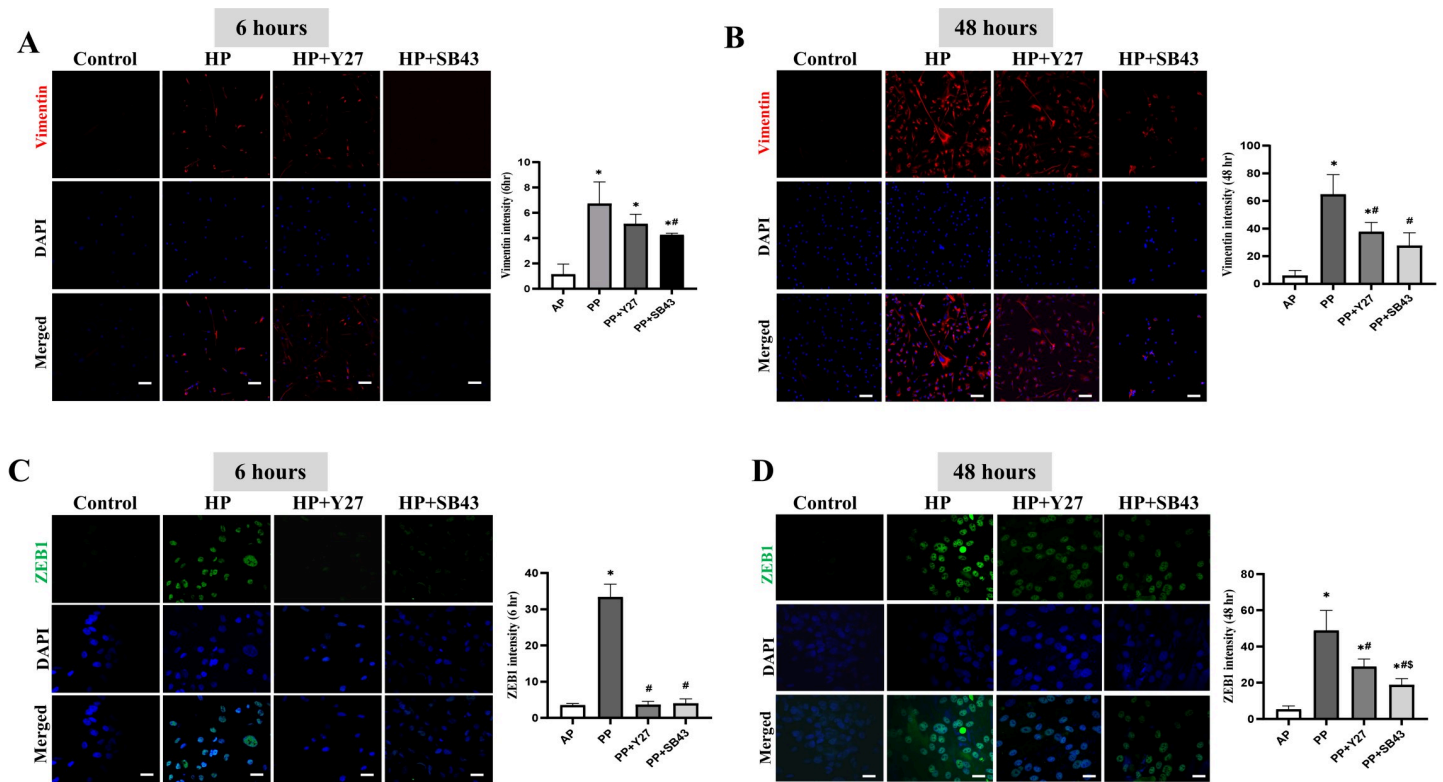 A
6 hours
Control HP HP+Y27 HP+SB43
Vimentin
DAPI
Merged
Vimentin intensity (6hr)
10
8
6
4
2
0
*
*
*#
AP PP PP+Y27 PP+SB43
B
48 hours
Control HP HP+Y27 HP+SB43
Vimentin
DAPI
Merged
Vimentin intensity (48 hr)
100
80
60
40
20
0
*
*#
#
AP PP PP+Y27 PP+SB43
C
6 hours
Control HP HP+Y27 HP+SB43
ZEB1
DAPI
Merged
ZEB1 intensity (6 hr)
40
30
20
10
0
*
#
#
AP PP PP+Y27 PP+SB43
D
48 hours
Control HP HP+Y27 HP+SB43
ZEB1
DAPI
Merged
ZEB1 intensity (48 hr)
80
60
40
20
0
*
*#
*#$
AP PP PP+Y27 PP+SB43